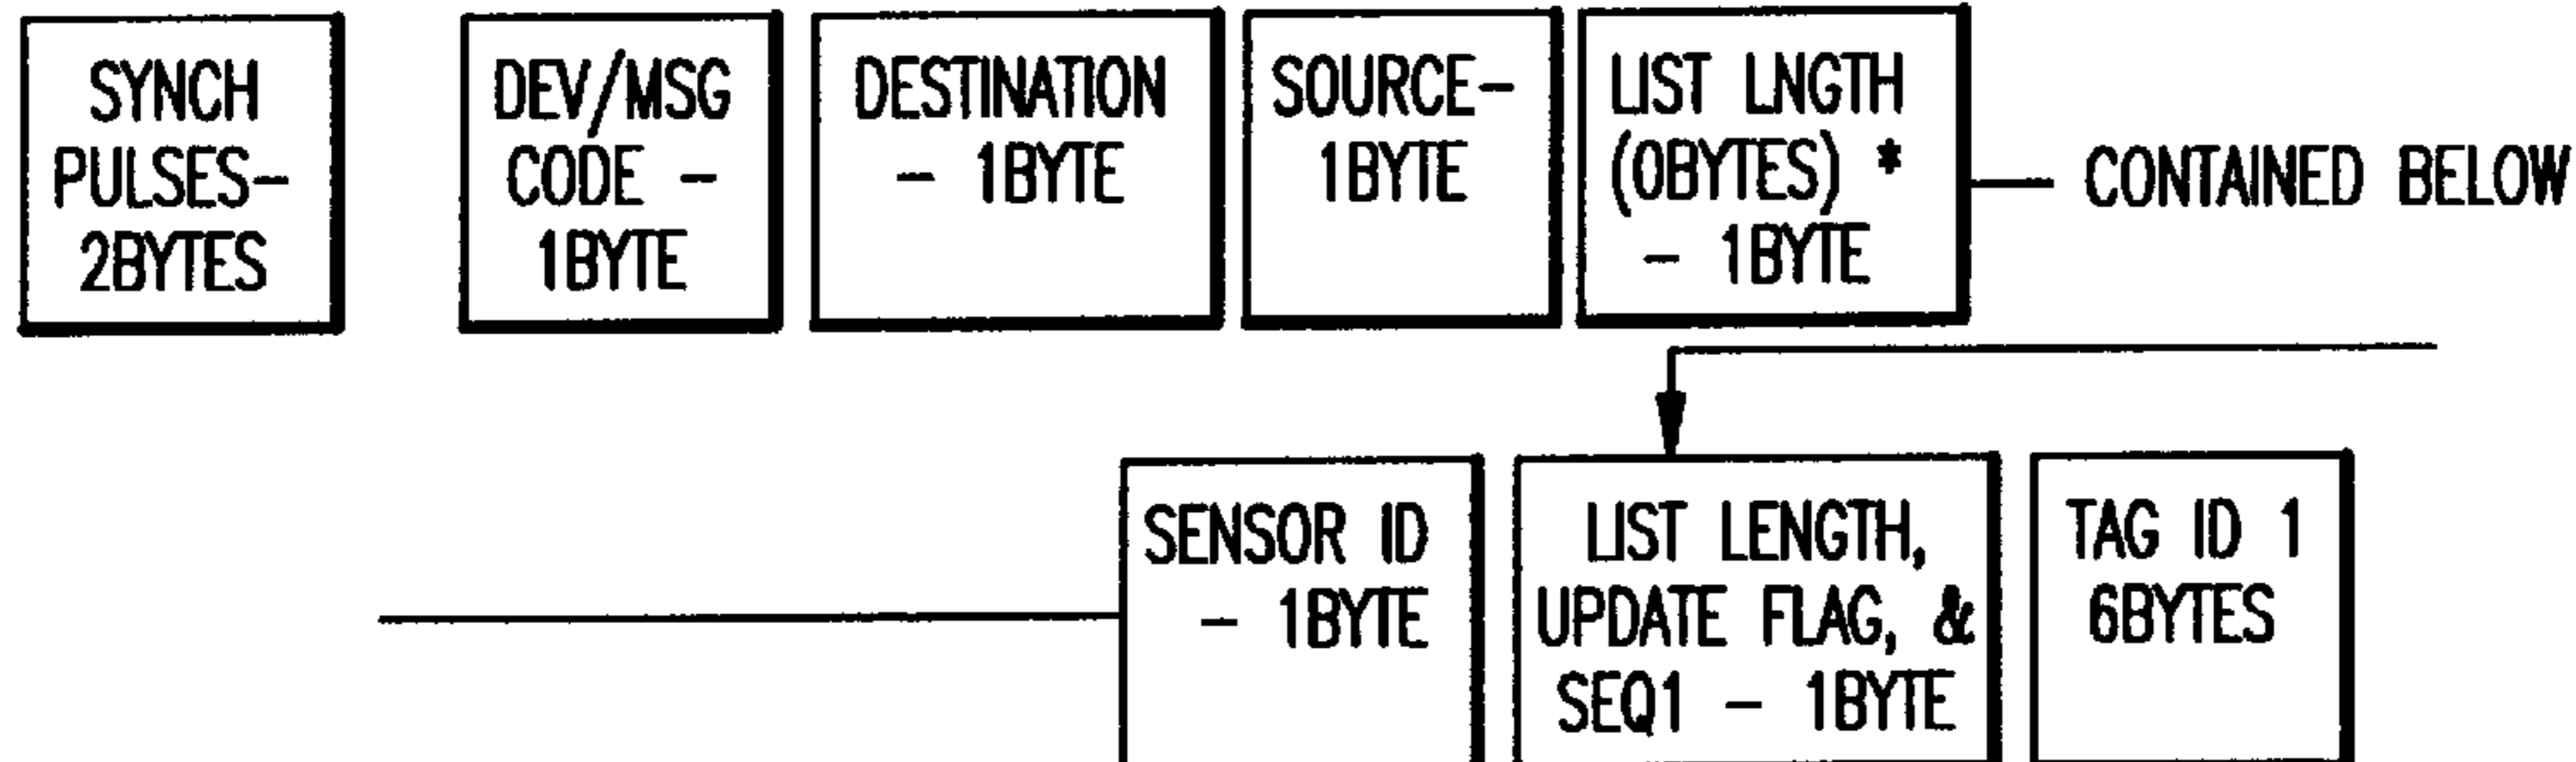 SYNCH
PULSES-
2BYTES
DEV/MSG
CODE -
1BYTE
DESTINATION
- 1BYTE
SOURCE-
1BYTE
LIST LNGTH
(0BYTES) *
- 1BYTE
CONTAINED BELOW
SENSOR ID
- 1BYTE
LIST LENGTH,
UPDATE FLAG, &
SEQ1 - 1BYTE
TAG ID 1
6BYTES